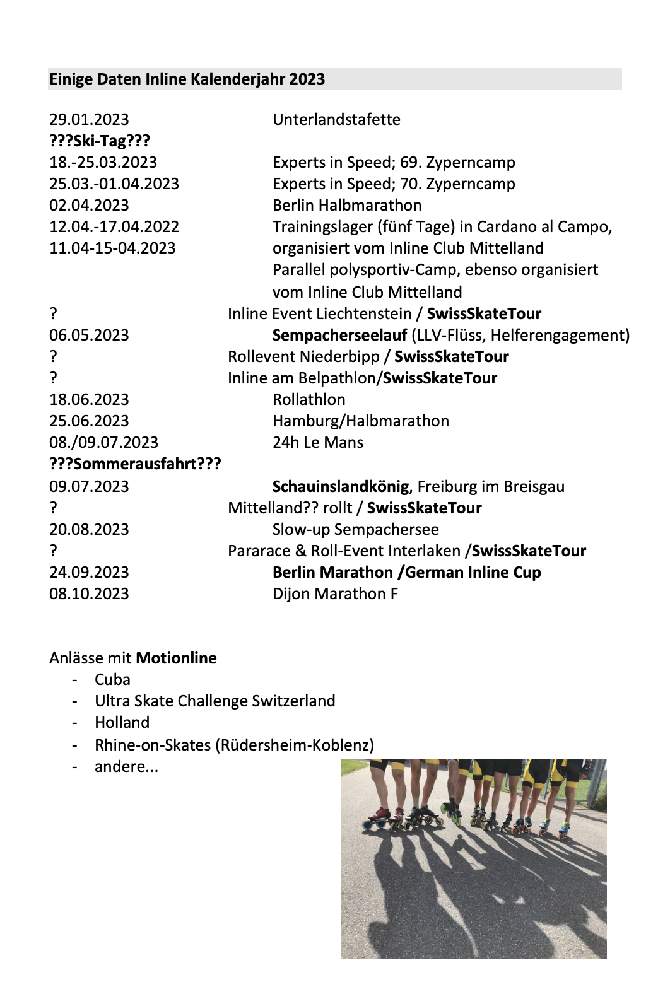 Einige Daten Inline Kalenderjahr 2023
29.01.2023 Unterlandstafette
???Ski-Tag???
18.-25.03.2023 Experts in Speed; 69. Zyperncamp
25.03.-01.04.2023 Experts in Speed; 70. Zyperncamp
02.04.2023 Berlin Halbmarathon
12.04.-17.04.2022 Trainingslager (fünf Tage) in Cardano al Campo,
11.04-15-04.2023 organisiert vom Inline Club Mittelland
Parallel polysportiv-Camp, ebenso organisiert
vom Inline Club Mittelland
? Inline Event Liechtenstein / SwissSkateTour
06.05.2023 Sempacherseelauf (LLV-Flüss, Helferengagement)
? Rollevent Niederbipp / SwissSkateTour
? Inline am Belpathlon/SwissSkateTour
18.06.2023 Rollathlon
25.06.2023 Hamburg/Halbmarathon
08./09.07.2023 24h Le Mans
???Sommerausfahrt???
09.07.2023 Schauinslandkönig, Freiburg im Breisgau
? Mittelland?? rollt / SwissSkateTour
20.08.2023 Slow-up Sempachersee
? Pararace & Roll-Event Interlaken /SwissSkateTour
24.09.2023 Berlin Marathon /German Inline Cup
08.10.2023 Dijon Marathon F
Anlässe mit Motionline
- Cuba
- Ultra Skate Challenge Switzerland
- Holland
- Rhine-on-Skates (Rüdersheim-Koblenz)
- andere...